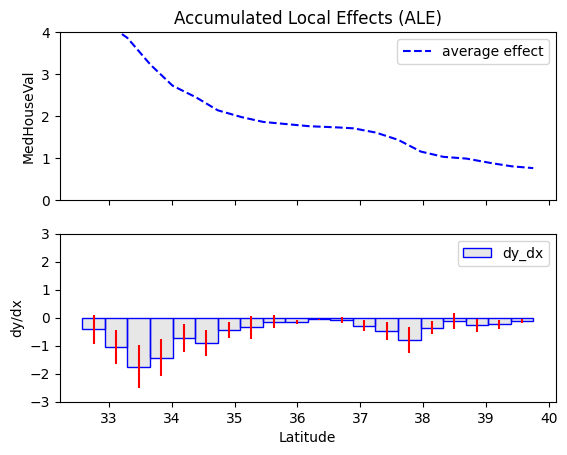 Accumulated Local Effects (ALE)
4
3
2
1
0
MedHouseVal
average effect
3
2
1
0
−1
−2
−3
dy/dx
dy_dx
33 34 35 36 37 38 39 40
Latitude